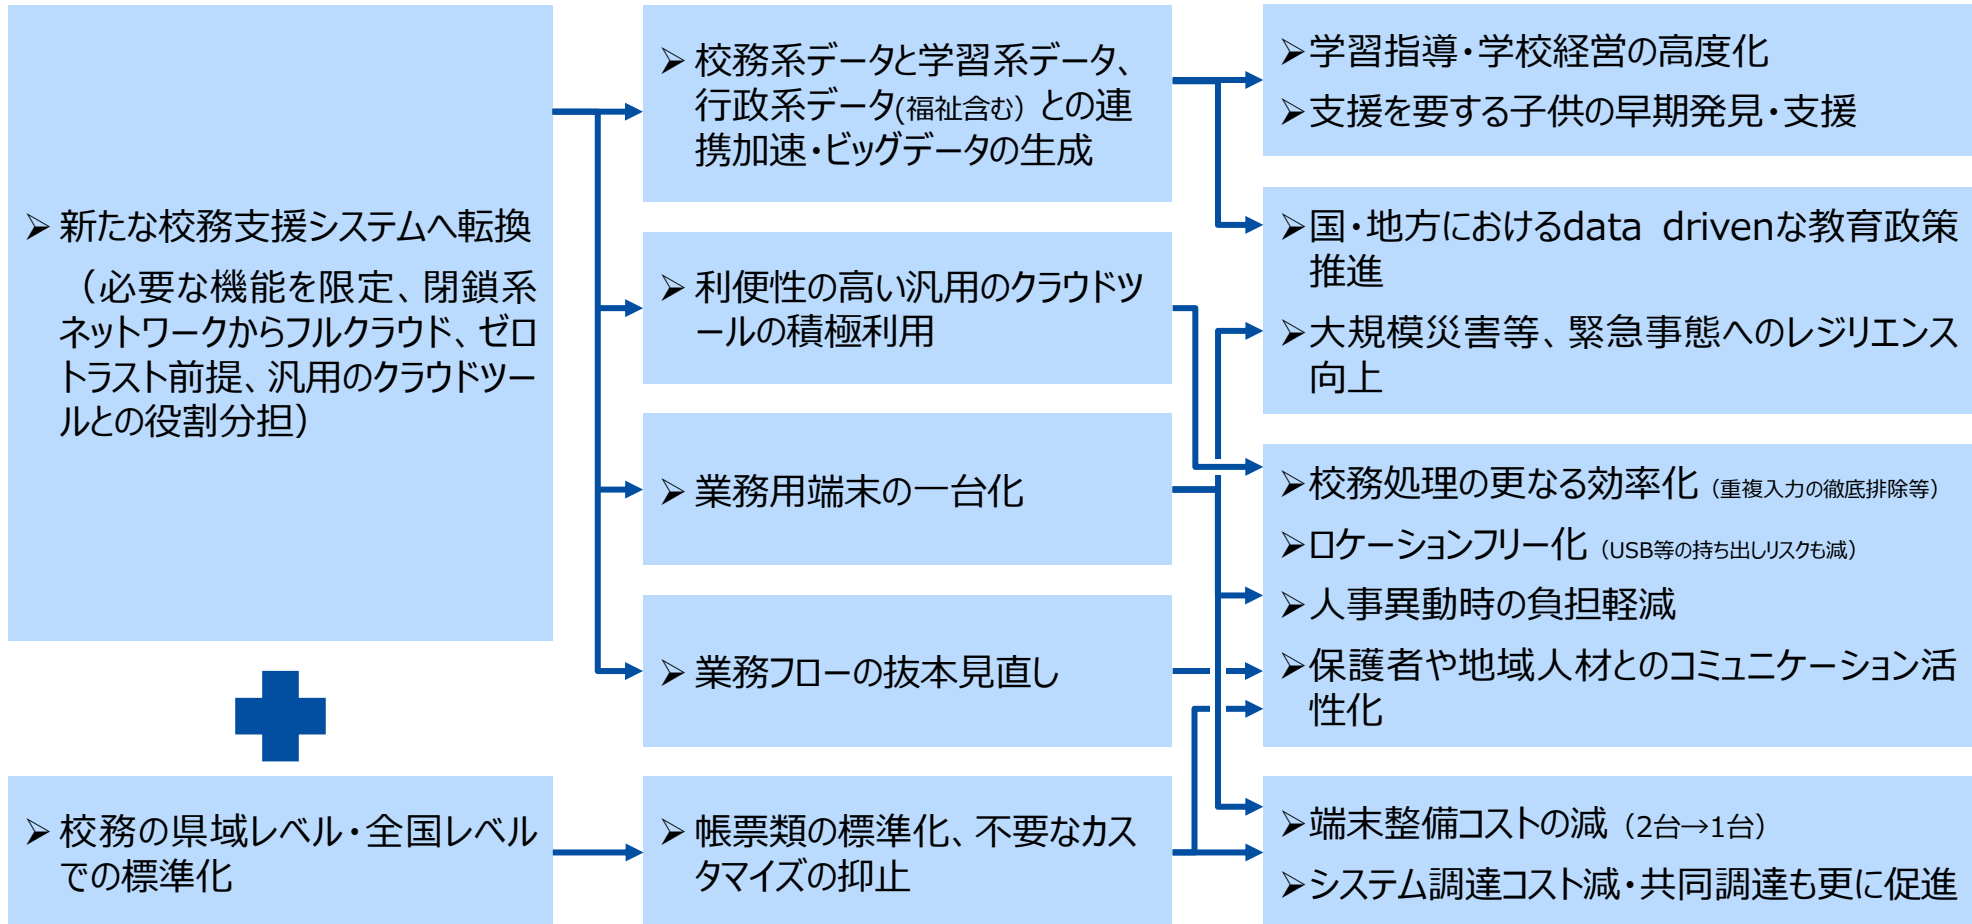 ➢ 新たな校務支援システムへ転換
（必要な機能を限定、閉鎖系
ネットワークからフルクラウド、ゼロ
トラスト前提、汎用のクラウドツー
ルとの役割分担）
➢ 校務の県域レベル・全国レベル
での標準化
➢ 校務系データと学習系データ、
行政系データ(福祉含む）との連
携加速・ビッグデータの生成
➢ 利便性の高い汎用のクラウドツ
ールの積極利用
➢ 業務用端末の一台化
➢ 業務フローの抜本見直し
➢ 帳票類の標準化、不要なカス
タマイズの抑止
➢学習指導・学校経営の高度化
➢支援を要する子供の早期発見・支援
➢国・地方におけるdata drivenな教育政策
推進
➢大規模災害等、緊急事態へのレジリエンス
向上
➢校務処理の更なる効率化（重複入力の徹底排除等）
➢ロケーションフリー化（USB等の持ち出しリスクも減）
➢人事異動時の負担軽減
➢保護者や地域人材とのコミュニケーション活
性化
➢端末整備コストの減（2台→1台）
➢システム調達コスト減・共同調達も更に促進